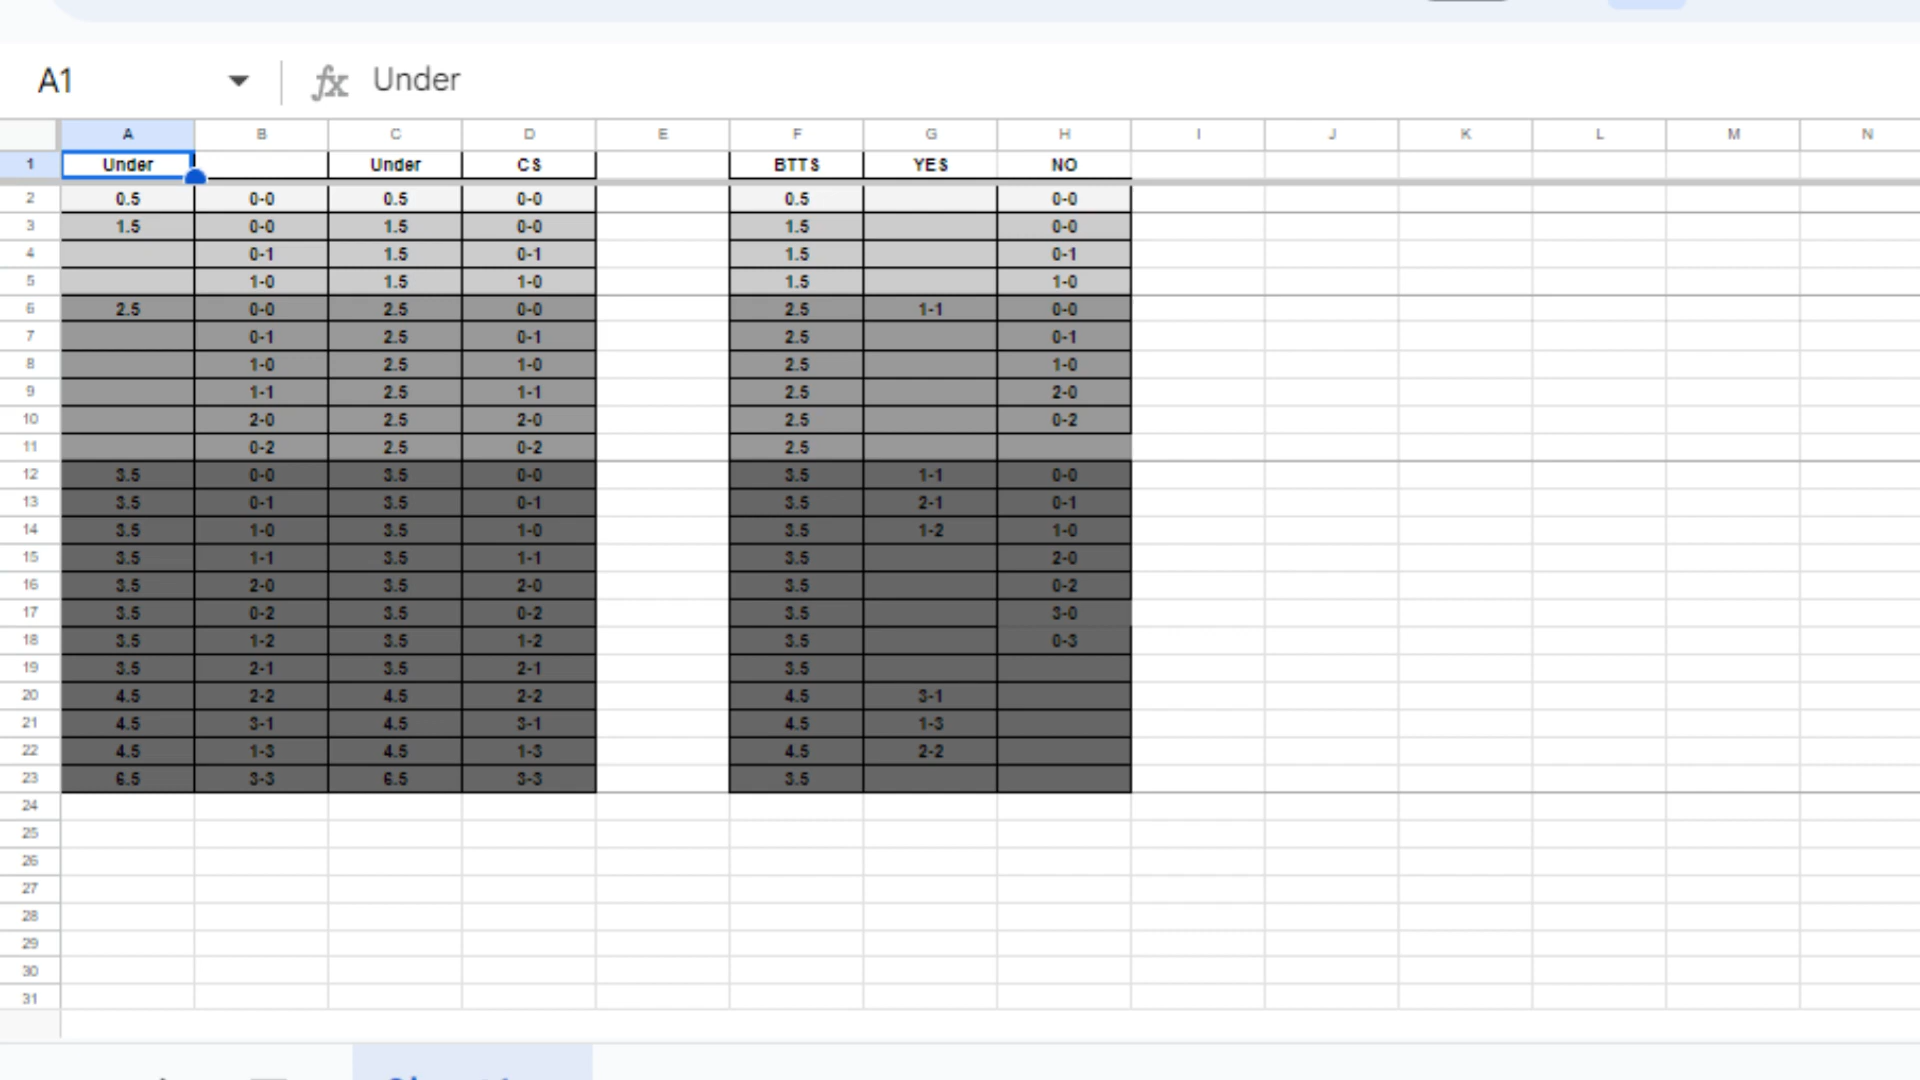 A1 fx Under
A B C D E F G H I J K L M N
1 Under Under CS BTTS YES NO
2 0.5 0-0 0.5 0-0 0.5 0-0
3 1.5 0-0 1.5 0-0 1.5 0-0
4 0-1 1.5 0-1 1.5 0-1
5 1-0 1.5 1-0 1.5 1-0
6 2.5 0-0 2.5 0-0 2.5 1-1 0-0
7 0-1 2.5 0-1 2.5 0-1
8 1-0 2.5 1-0 2.5 1-0
9 1-1 2.5 1-1 2.5 2-0
10 2-0 2.5 2-0 2.5 0-2
11 0-2 2.5 0-2 2.5
12 3.5 0-0 3.5 0-0 3.5 1-1 0-0
13 3.5 0-1 3.5 0-1 3.5 2-1 0-1
14 3.5 1-0 3.5 1-0 3.5 1-2 1-0
15 3.5 1-1 3.5 1-1 3.5 2-0
16 3.5 2-0 3.5 2-0 3.5 0-2
17 3.5 0-2 3.5 0-2 3.5 3-0
18 3.5 1-2 3.5 1-2 3.5 0-3
19 3.5 2-1 3.5 2-1 3.5
20 4.5 2-2 4.5 2-2 4.5 3-1
21 4.5 3-1 4.5 3-1 4.5 1-3
22 4.5 1-3 4.5 1-3 4.5 2-2
23 6.5 3-3 6.5 3-3 3.5
24
25
26
27
28
29
30
31